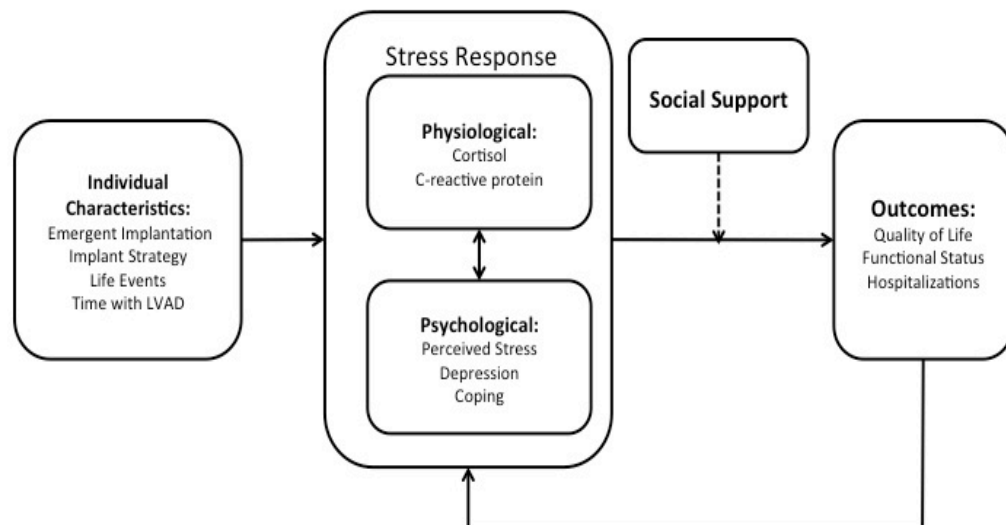 Individual
Characteristics:
Emergent Implantation
Implant Strategy
Life Events
Time with LVAD
Stress Response
Physiological:
Cortisol
C-reactive protein
Psychological:
Perceived Stress
Depression
Coping
Social Support
Outcomes:
Quality of Life
Functional Status
Hospitalizations